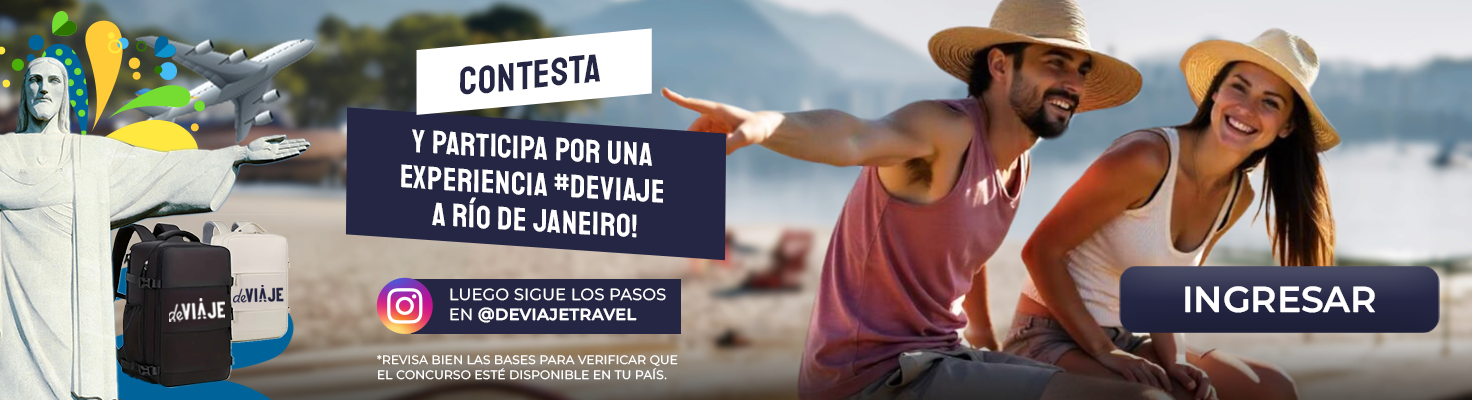 CONTESTA
Y PARTICIPA POR UNA
EXPERIENCIA #DEVIAJE
A RÍO DE JANEIRO!
deVIAJE
deVIAJE
LUEGO SIGUE LOS PASOS
EN @DEVIAJETRAVEL
*REVISA BIEN LAS BASES PARA VERIFICAR QUE
EL CONCURSO ESTÉ DISPONIBLE EN TU PAÍS.
INGRESAR